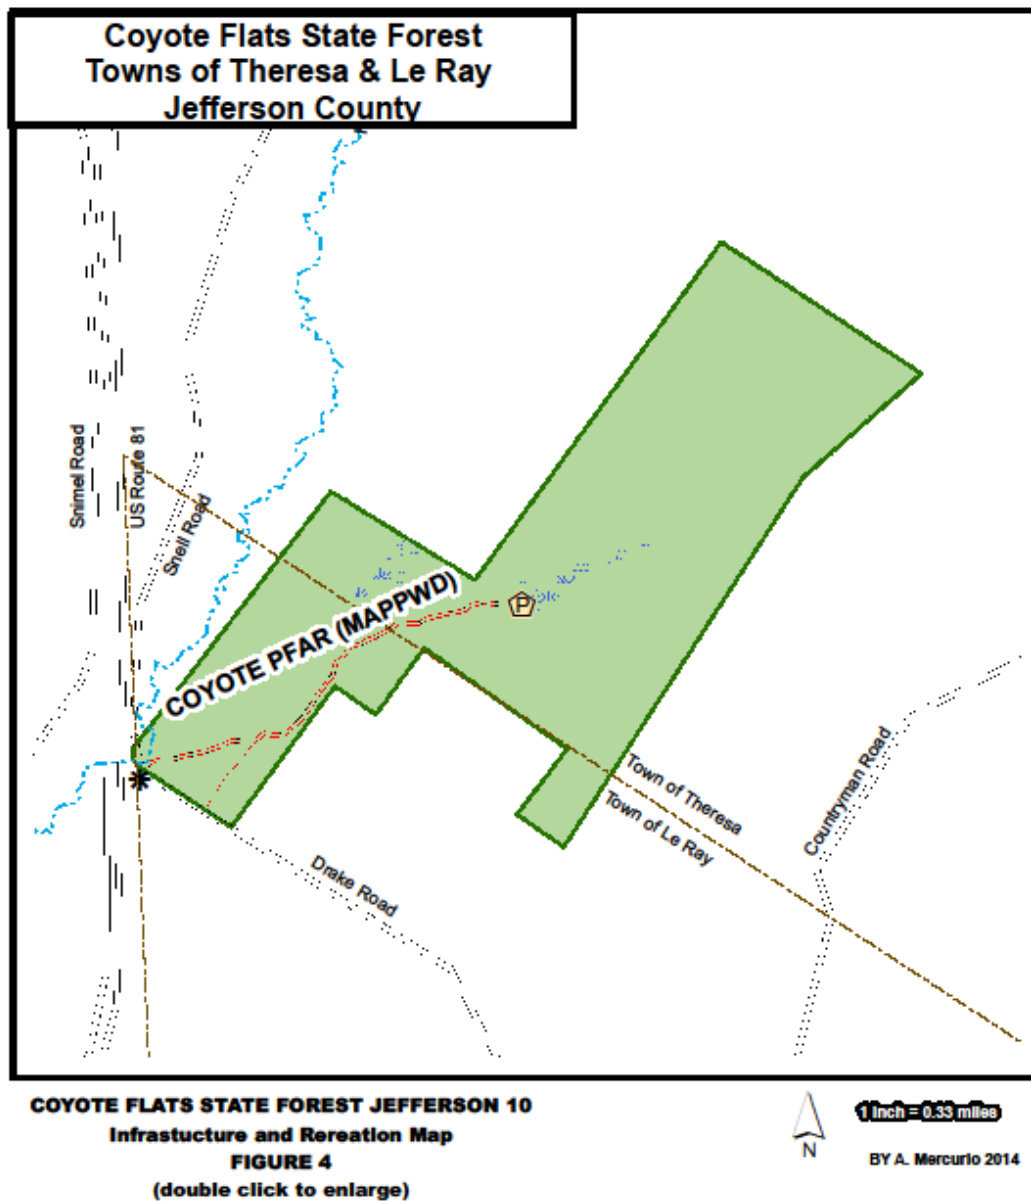 Coyote Flats State Forest
Towns of Theresa & Le Ray
Jefferson County
Snimel Road
US Route 81
Snell Road
COYOTE PFAR (MAPPWD)
P
Town of Theresa
Town of Le Ray
Countryman Road
Drake Road
COYOTE FLATS STATE FOREST JEFFERSON 10
Infrastucture and Rereation Map
FIGURE 4
(double click to enlarge)
N
1 inch = 0.33 miles
BY A. Mercurio 2014